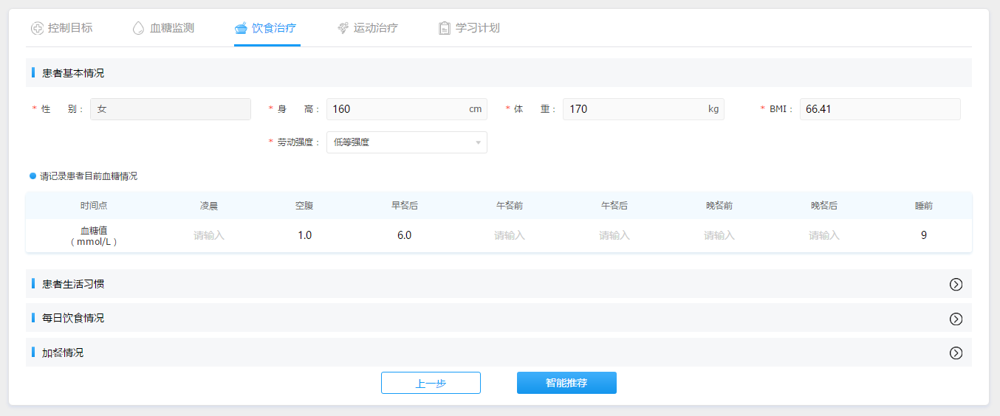 控制目标 血糖监测 饮食治疗 运动治疗 学习计划
患者基本情况
* 性 别： 女 * 身 高： 160 cm * 体 重： 170 kg * BMI： 66.41
* 劳动强度： 低等强度
请记录患者目前血糖情况
时间点 凌晨 空腹 早餐后 午餐前 午餐后 晚餐前 晚餐后 睡前
血糖值
（mmol/L） 请输入 1.0 6.0 请输入 请输入 请输入 请输入 9
患者生活习惯
每日饮食情况
加餐情况
上一步 智能推荐